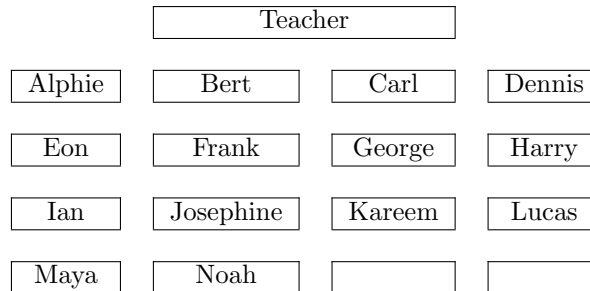 Teacher
Alphie Bert Carl Dennis
Eon Frank George Harry
Ian Josephine Kareem Lucas
Maya Noah